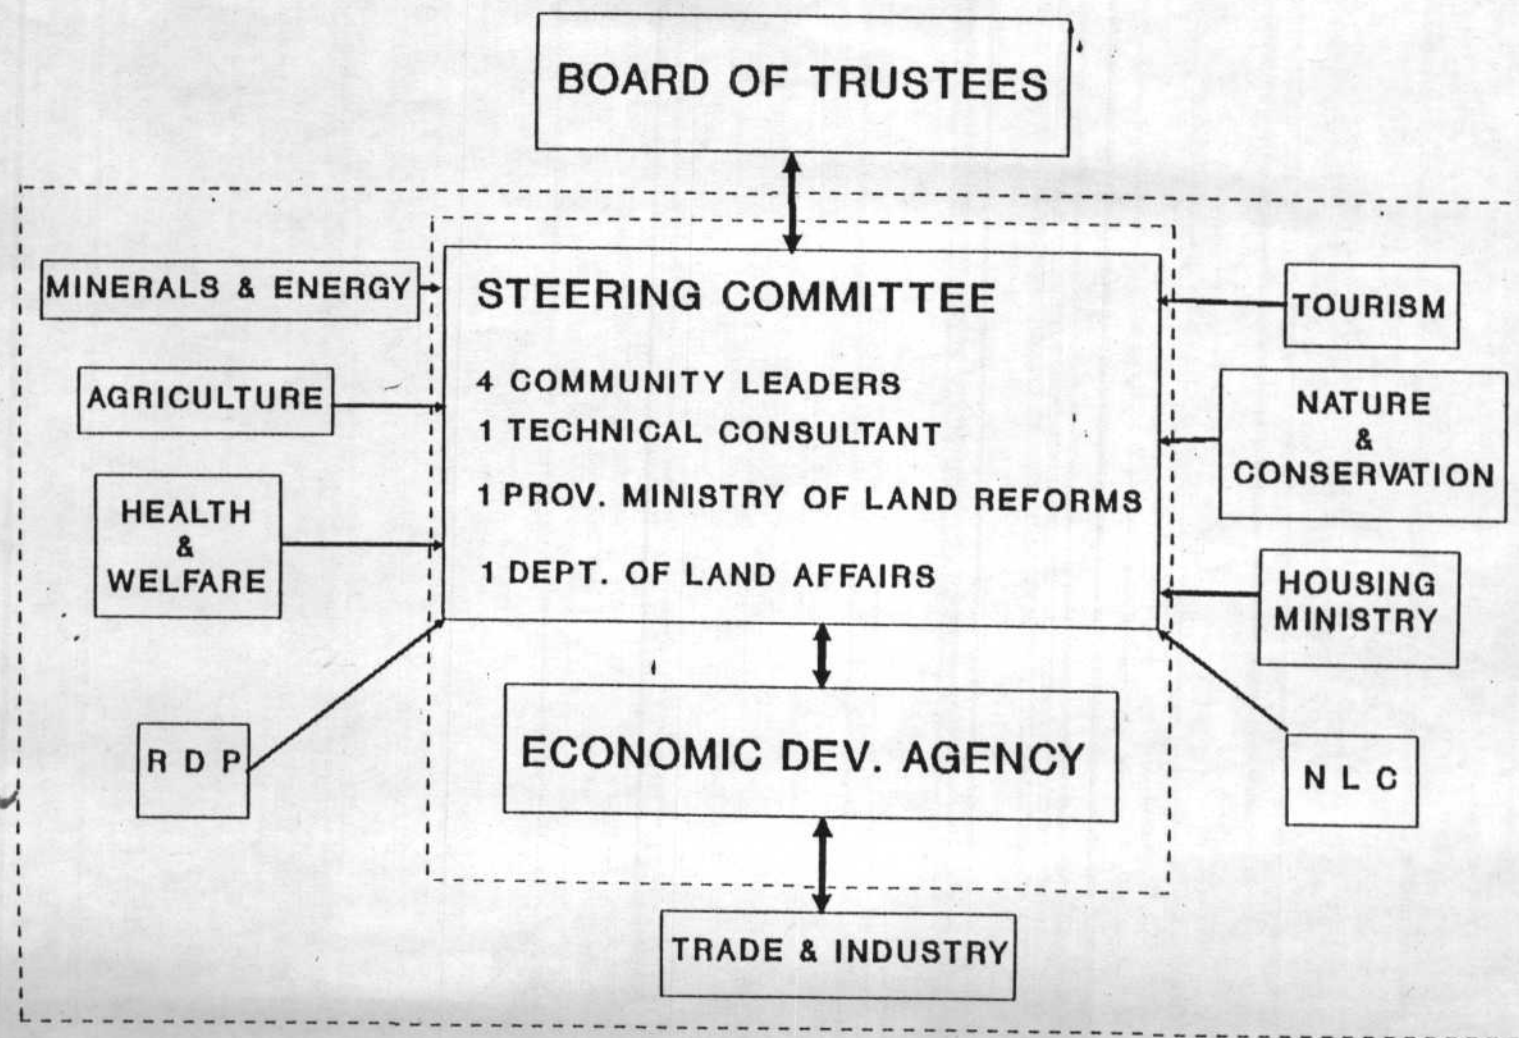 BOARD OF TRUSTEES
MINERALS & ENERGY
AGRICULTURE
HEALTH
&
WELFARE
R D P
STEERING COMMITTEE
4 COMMUNITY LEADERS
1 TECHNICAL CONSULTANT
1 PROV. MINISTRY OF LAND REFORMS
1 DEPT. OF LAND AFFAIRS
TOURISM
NATURE
&
CONSERVATION
HOUSING
MINISTRY
N L C
ECONOMIC DEV. AGENCY
TRADE & INDUSTRY